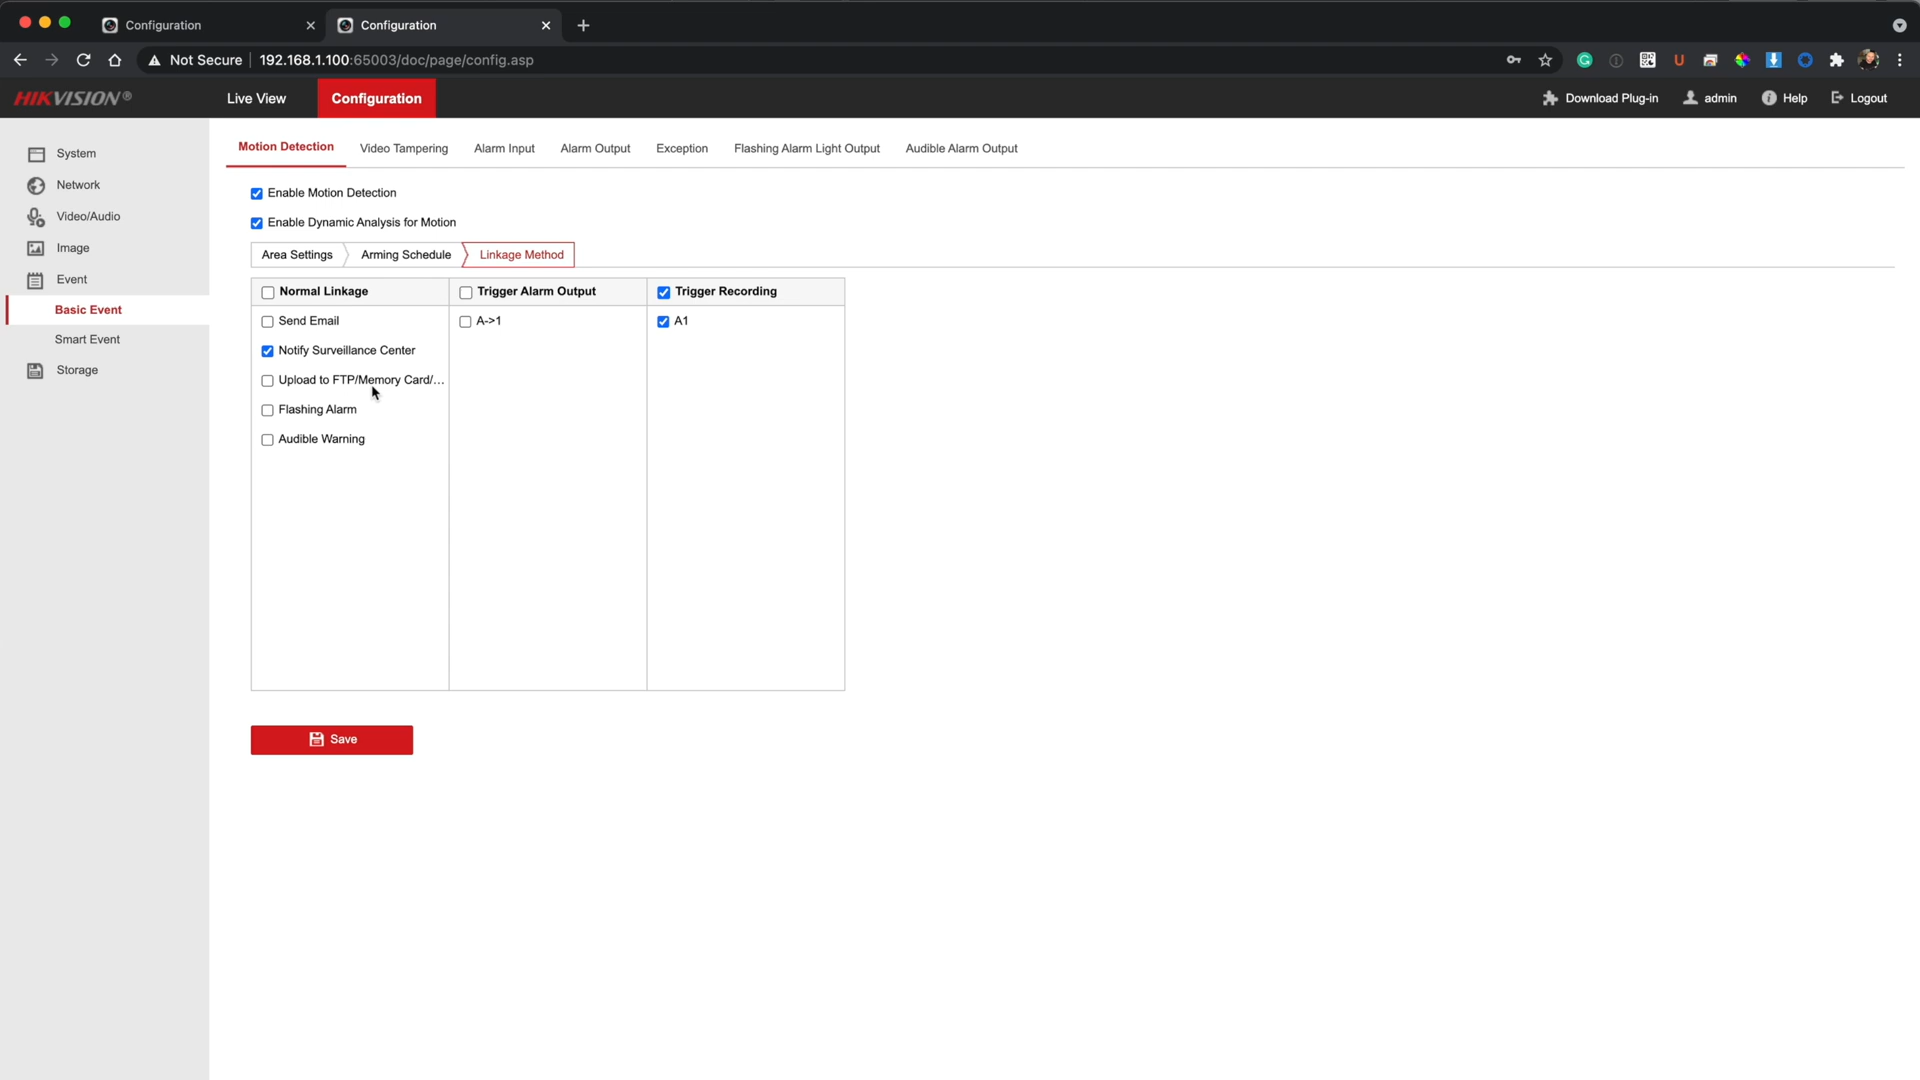 Configuration
Configuration
Not Secure 192.168.1.100:65003/doc/page/config.asp
HIKVISION® Live View Configuration Download Plug-in admin Help Logout
System
Network
Video/Audio
Image
Event
Basic Event
Smart Event
Storage
Motion Detection Video Tampering Alarm Input Alarm Output Exception Flashing Alarm Light Output Audible Alarm Output
Enable Motion Detection
Enable Dynamic Analysis for Motion
Area Settings Arming Schedule Linkage Method
Normal Linkage Trigger Alarm Output Trigger Recording
Send Email A->1 A1
Notify Surveillance Center
Upload to FTP/Memory Card/...
Flashing Alarm
Audible Warning
Save